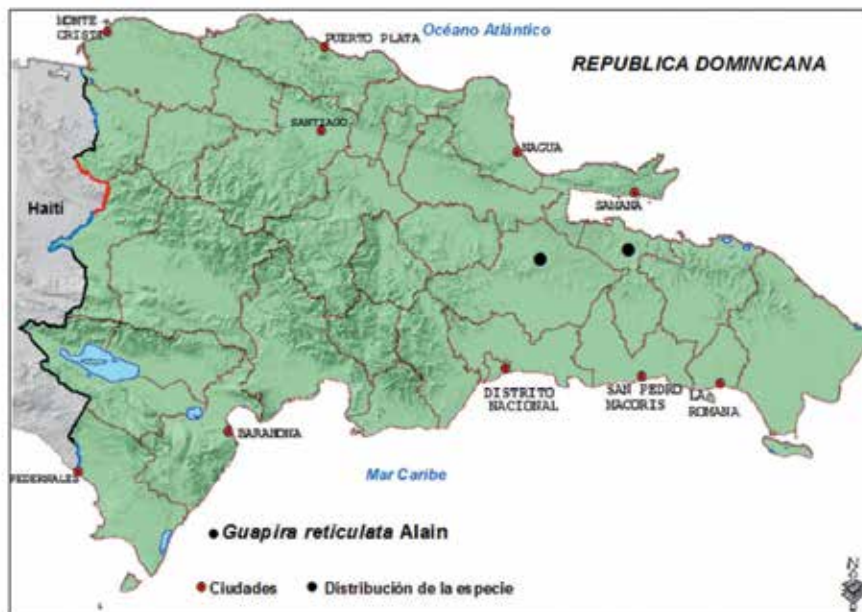 MONTE
CRISTI
PUERTO PLATA
Océano Atlántico
REPUBLICA DOMINICANA
SANTIAGO
NAGUA
SAMANA
Haití
DISTRITO
NACIONAL
SAN PEDRO
MACORIS
LA
ROMANA
BARAHONA
PEDERNALES
Mar Caribe
Guapira reticulata Alain
Ciudades
Distribución de la especie